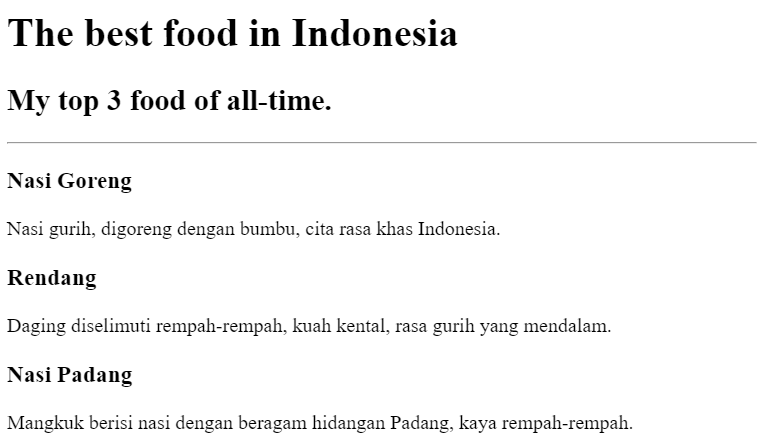 The best food in Indonesia
My top 3 food of all-time.
Nasi Goreng
Nasi gurih, digoreng dengan bumbu, cita rasa khas Indonesia.
Rendang
Daging diselimuti rempah-rempah, kuah kental, rasa gurih yang mendalam.
Nasi Padang
Mangkuk berisi nasi dengan beragam hidangan Padang, kaya rempah-rempah.